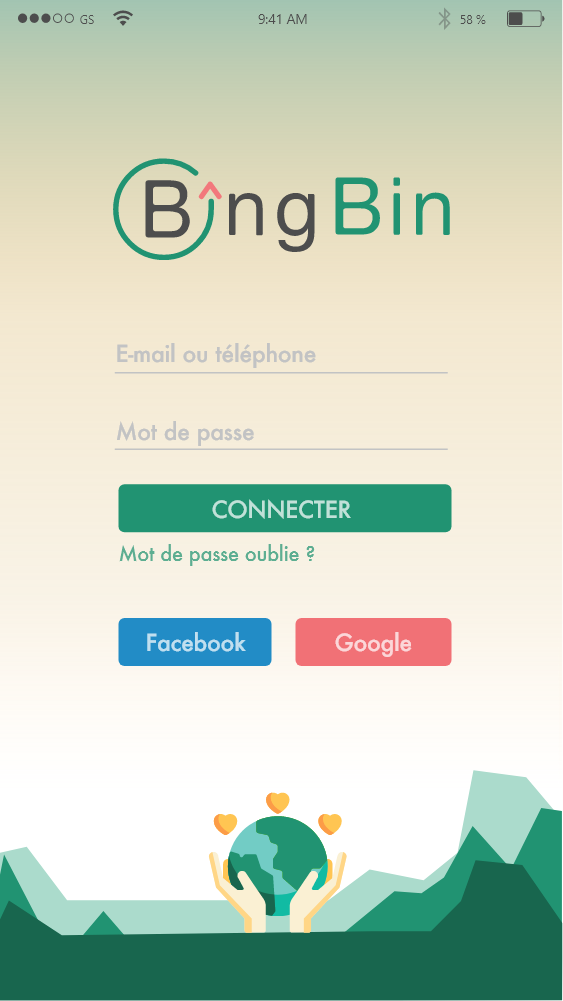 GS 9:41 AM 58 %
BingBin
E-mail ou téléphone
Mot de passe
CONNECTER
Mot de passe oublie ?
Facebook Google